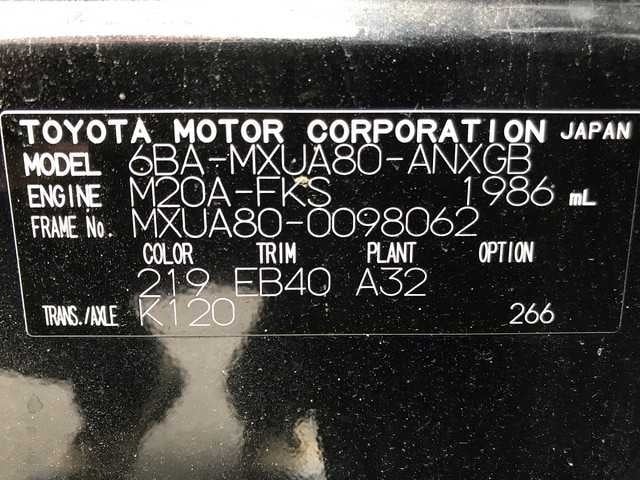 TOYOTA MOTOR CORPORATION JAPAN
MODEL 6BA-MXUA80-ANXGB
ENGINE M20A-FKS 1986 mL
FRAME No. MXUA80-0098062
COLOR TRIM PLANT OPTION
219 EB40 A32
TRANS./AXLE K120 266